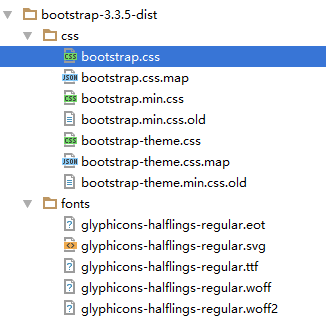 bootstrap-3.3.5-dist
css
bootstrap.css
bootstrap.css.map
bootstrap.min.css
bootstrap.min.css.old
bootstrap-theme.css
bootstrap-theme.css.map
bootstrap-theme.min.css.old
fonts
glyphicons-halflings-regular.eot
glyphicons-halflings-regular.svg
glyphicons-halflings-regular.ttf
glyphicons-halflings-regular.woff
glyphicons-halflings-regular.woff2